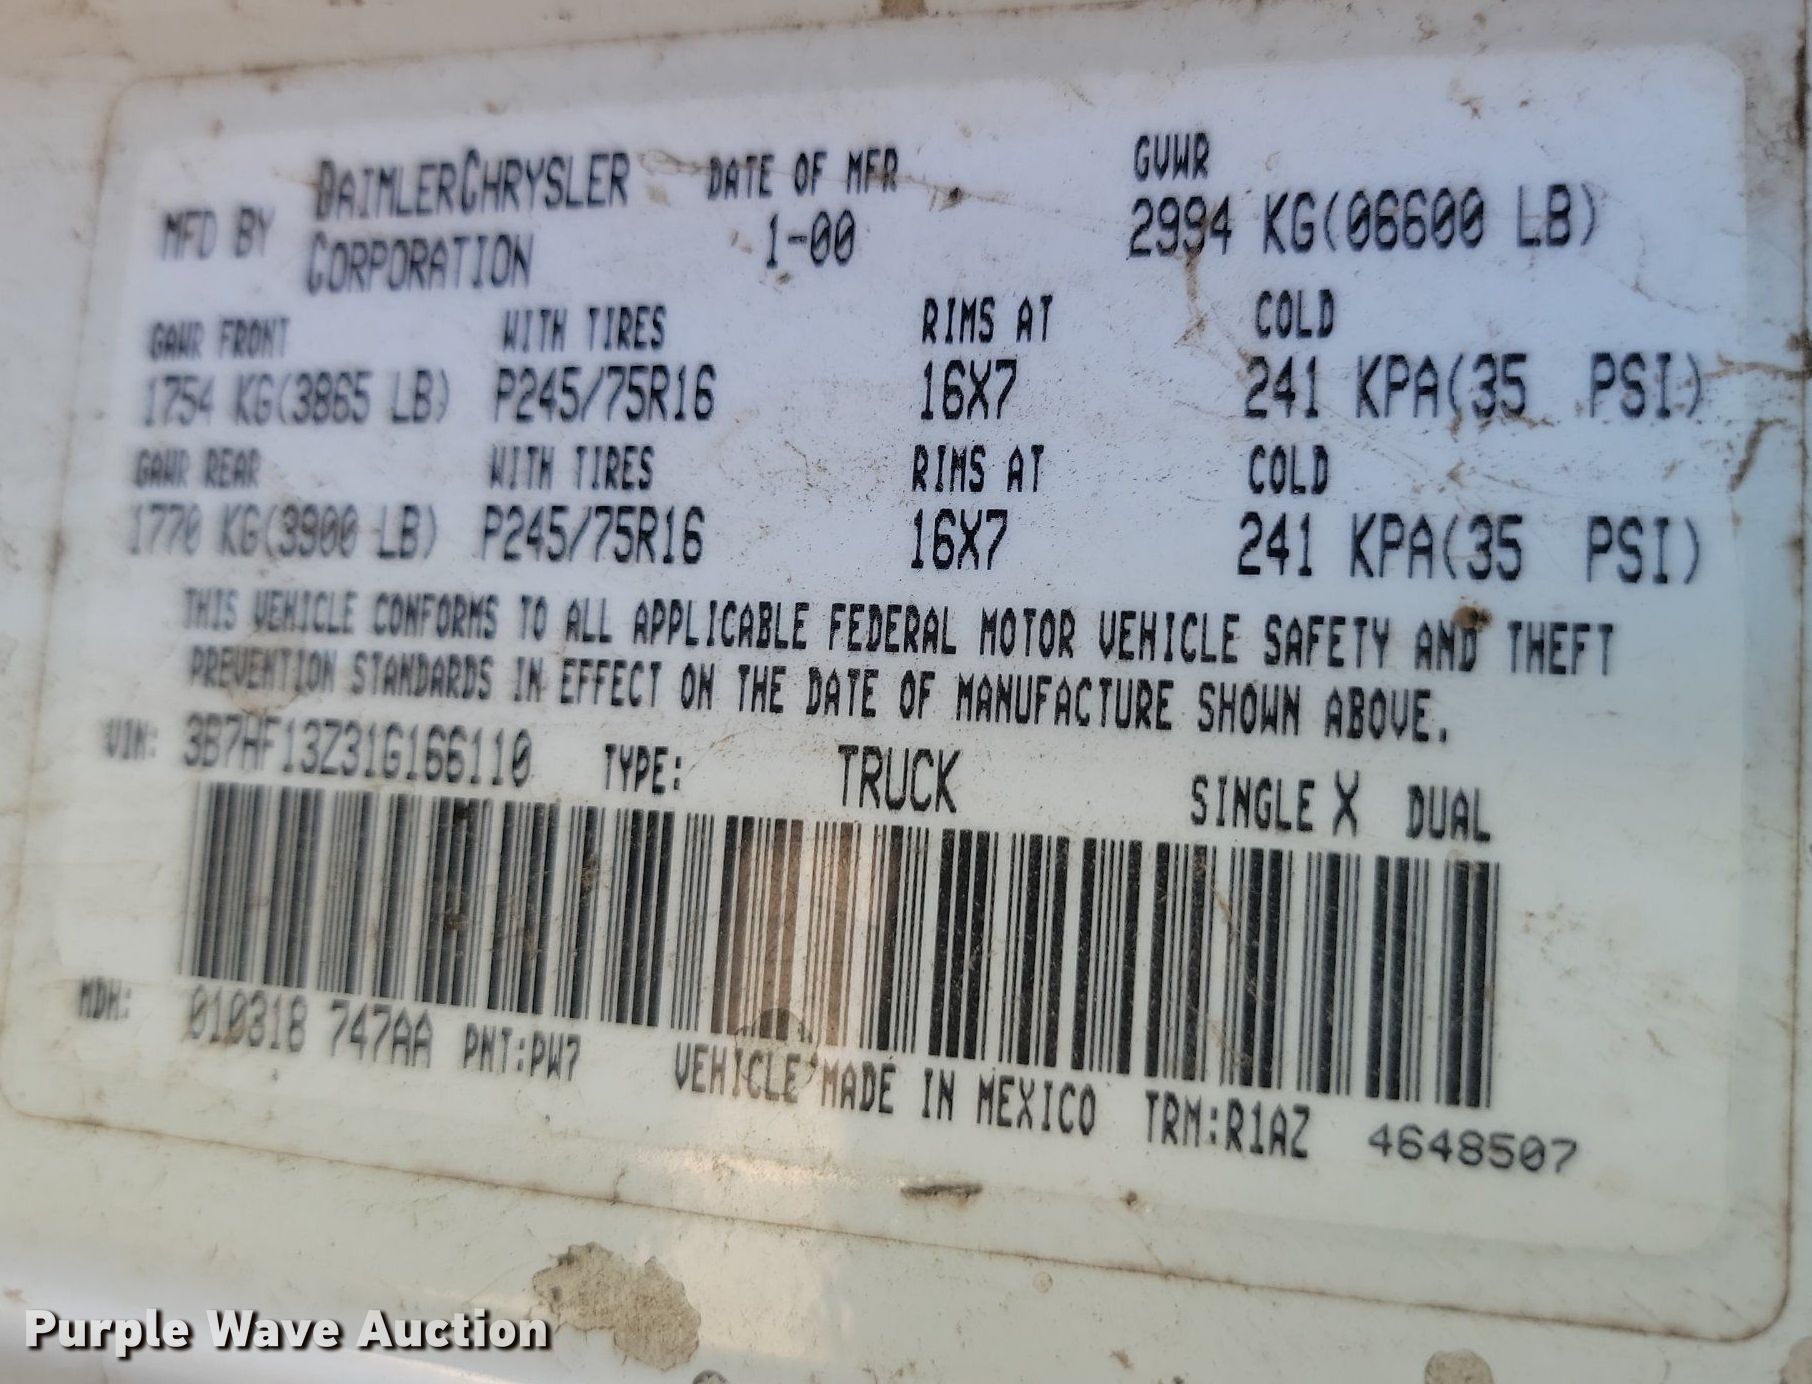 MFD BY DAIMLERCHRYSLER CORPORATION DATE OF MFR 1-00 GVWR 2994 KG(06600 LB)
GAWR FRONT WITH TIRES RIMS AT COLD
1754 KG(3865 LB) P245/75R16 16X7 241 KPA(35 PSI)
GAWR REAR WITH TIRES RIMS AT COLD
1770 KG(3900 LB) P245/75R16 16X7 241 KPA(35 PSI)
THIS VEHICLE CONFORMS TO ALL APPLICABLE FEDERAL MOTOR VEHICLE SAFETY AND THEFT
PREVENTION STANDARDS IN EFFECT ON THE DATE OF MANUFACTURE SHOWN ABOVE.
VIN: 3B7HF13Z31G166110 TYPE: TRUCK SINGLE X DUAL
MDH: 010318 747AA PNT:PW7 VEHICLE MADE IN MEXICO TRM:R1AZ 4648507
Purple Wave Auction